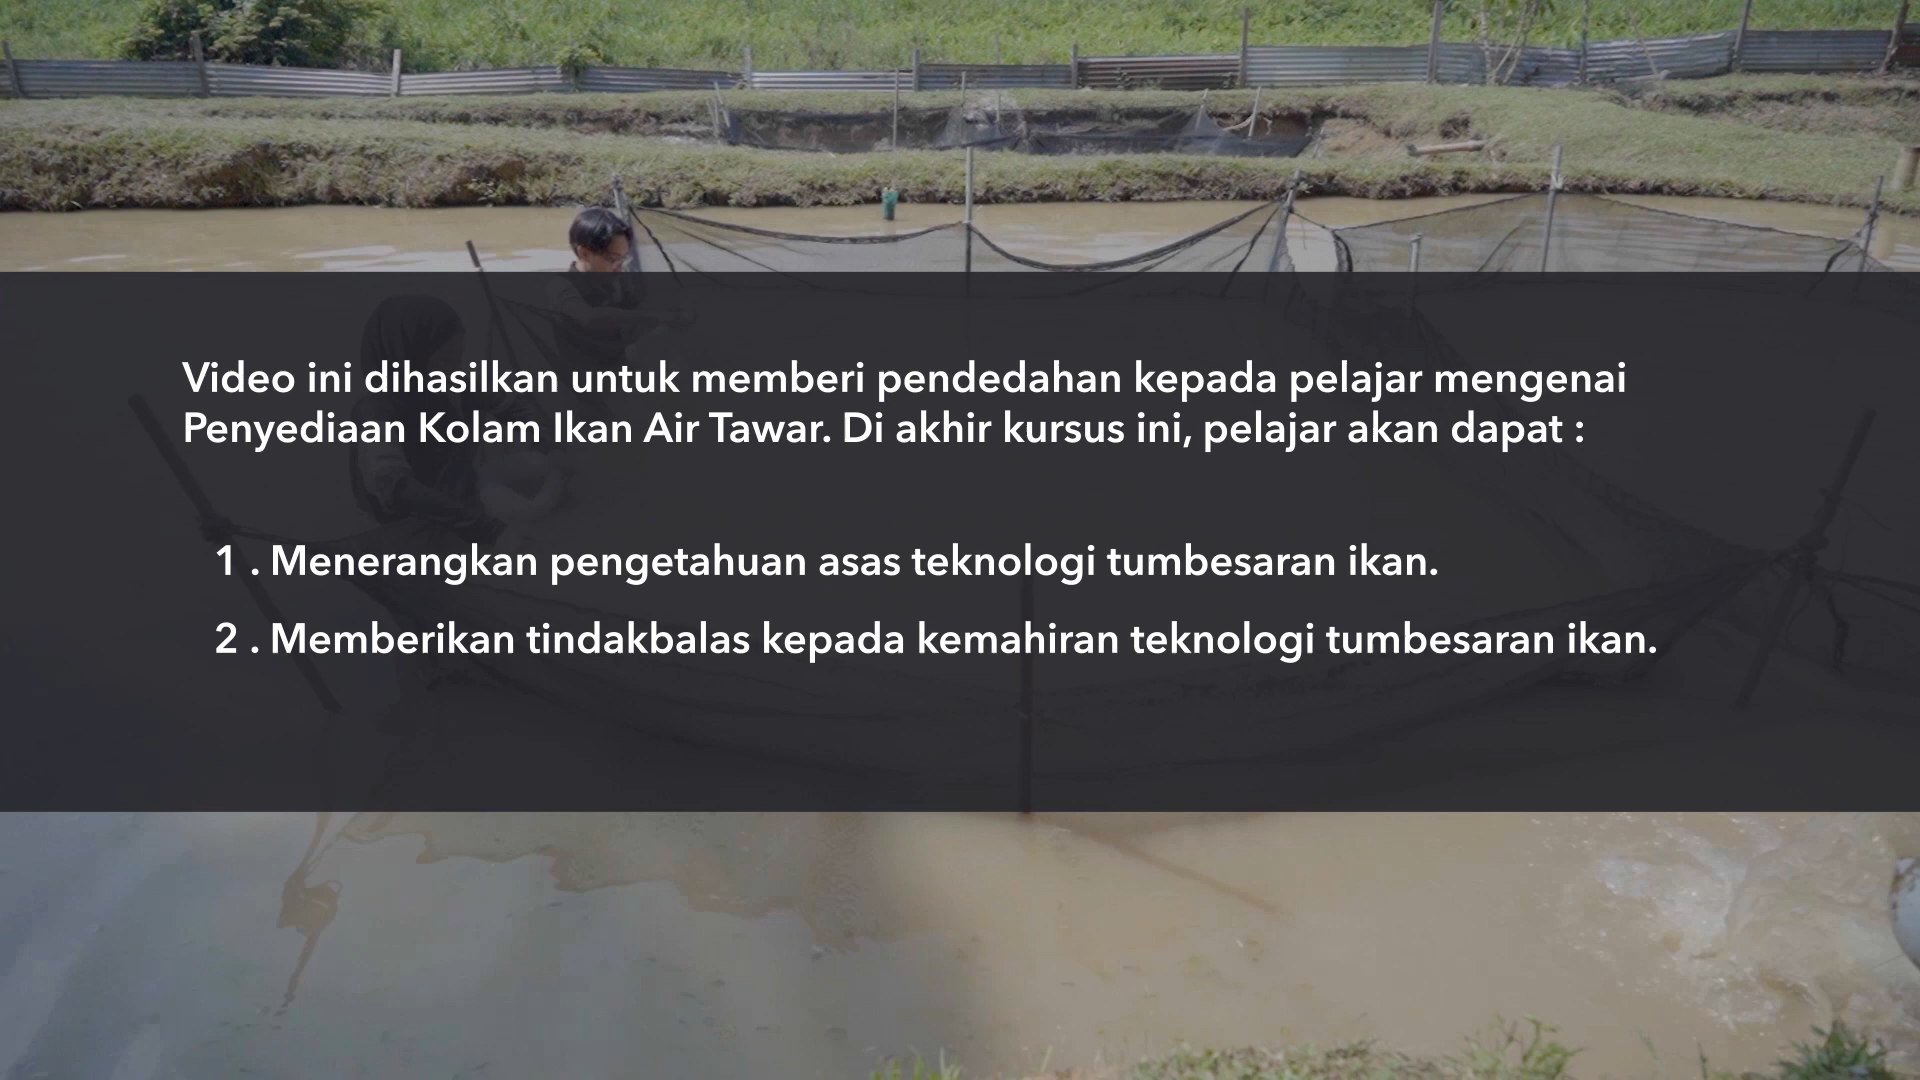 Video ini dihasilkan untuk memberi pendedahan kepada pelajar mengenai
Penyediaan Kolam Ikan Air Tawar. Di akhir kursus ini, pelajar akan dapat :
1 . Menerangkan pengetahuan asas teknologi tumbesaran ikan.
2 . Memberikan tindakbalas kepada kemahiran teknologi tumbesaran ikan.